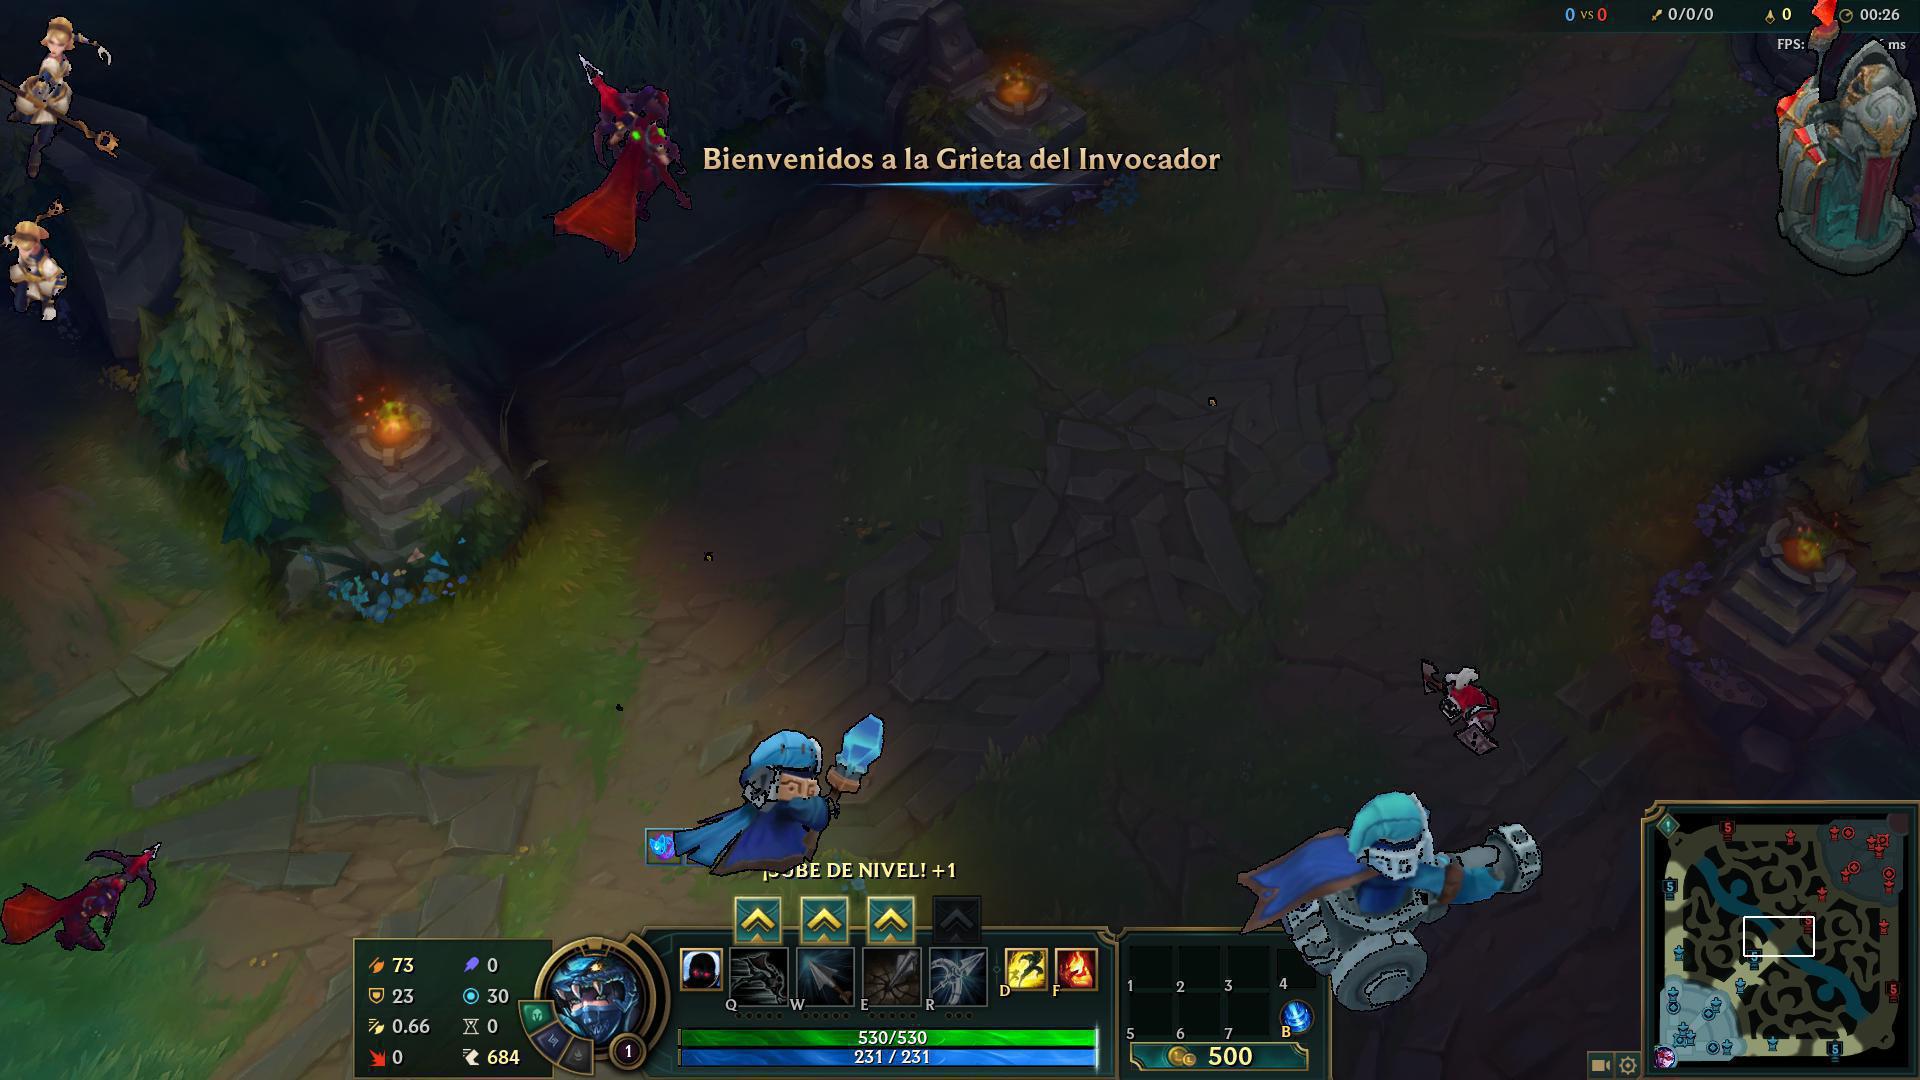 0 vs 0 0/0/0 0 00:26
FPS: ms
Bienvenidos a la Grieta del Invocador
¡SUBE DE NIVEL! +1
73 0
23 30
0.66 0
0 684
1
Q W E R D F
530/530
231 / 231
1 2 3 4
5 6 7 B
500
5
5
5
5